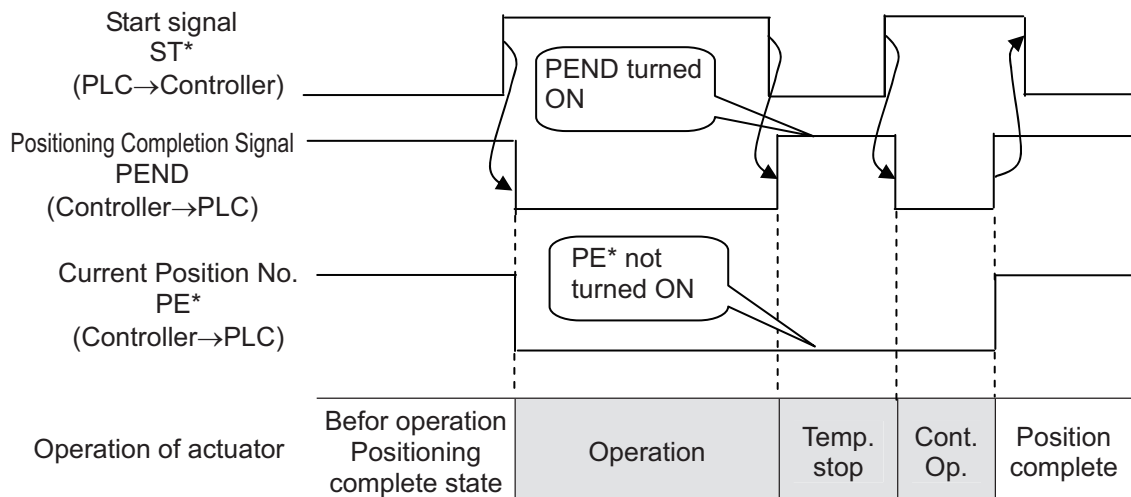 Start signal
ST*
(PLC→Controller)
PEND turned
ON
Positioning Completion Signal
PEND
(Controller→PLC)
Current Position No.
PE*
(Controller→PLC)
PE* not
turned ON
Operation of actuator
Befor operation
Positioning
complete state
Operation
Temp.
stop
Cont.
Op.
Position
complete